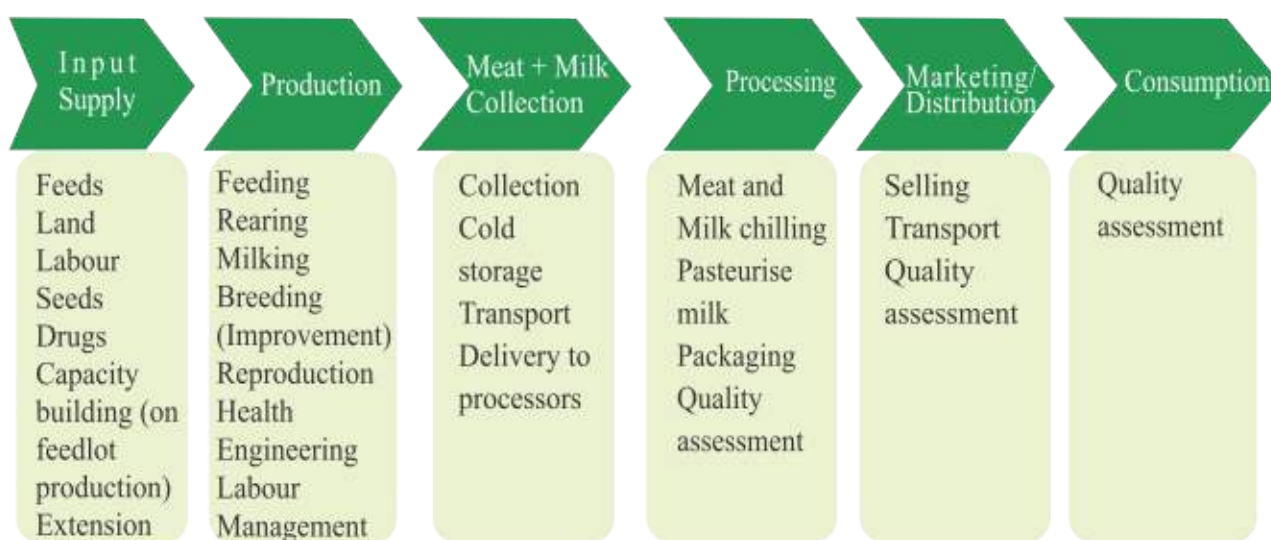 Input
Supply
Production
Meat + Milk
Collection
Processing
Marketing/
Distribution
Consumption
Feeds
Land
Labour
Seeds
Drugs
Capacity
building (on
feedlot
production)
Extension
Feeding
Rearing
Milking
Breeding
(Improvement)
Reproduction
Health
Engineering
Labour
Management
Collection
Cold
storage
Transport
Delivery to
processors
Meat and
Milk chilling
Pasteurise
milk
Packaging
Quality
assessment
Selling
Transport
Quality
assessment
Quality
assessment